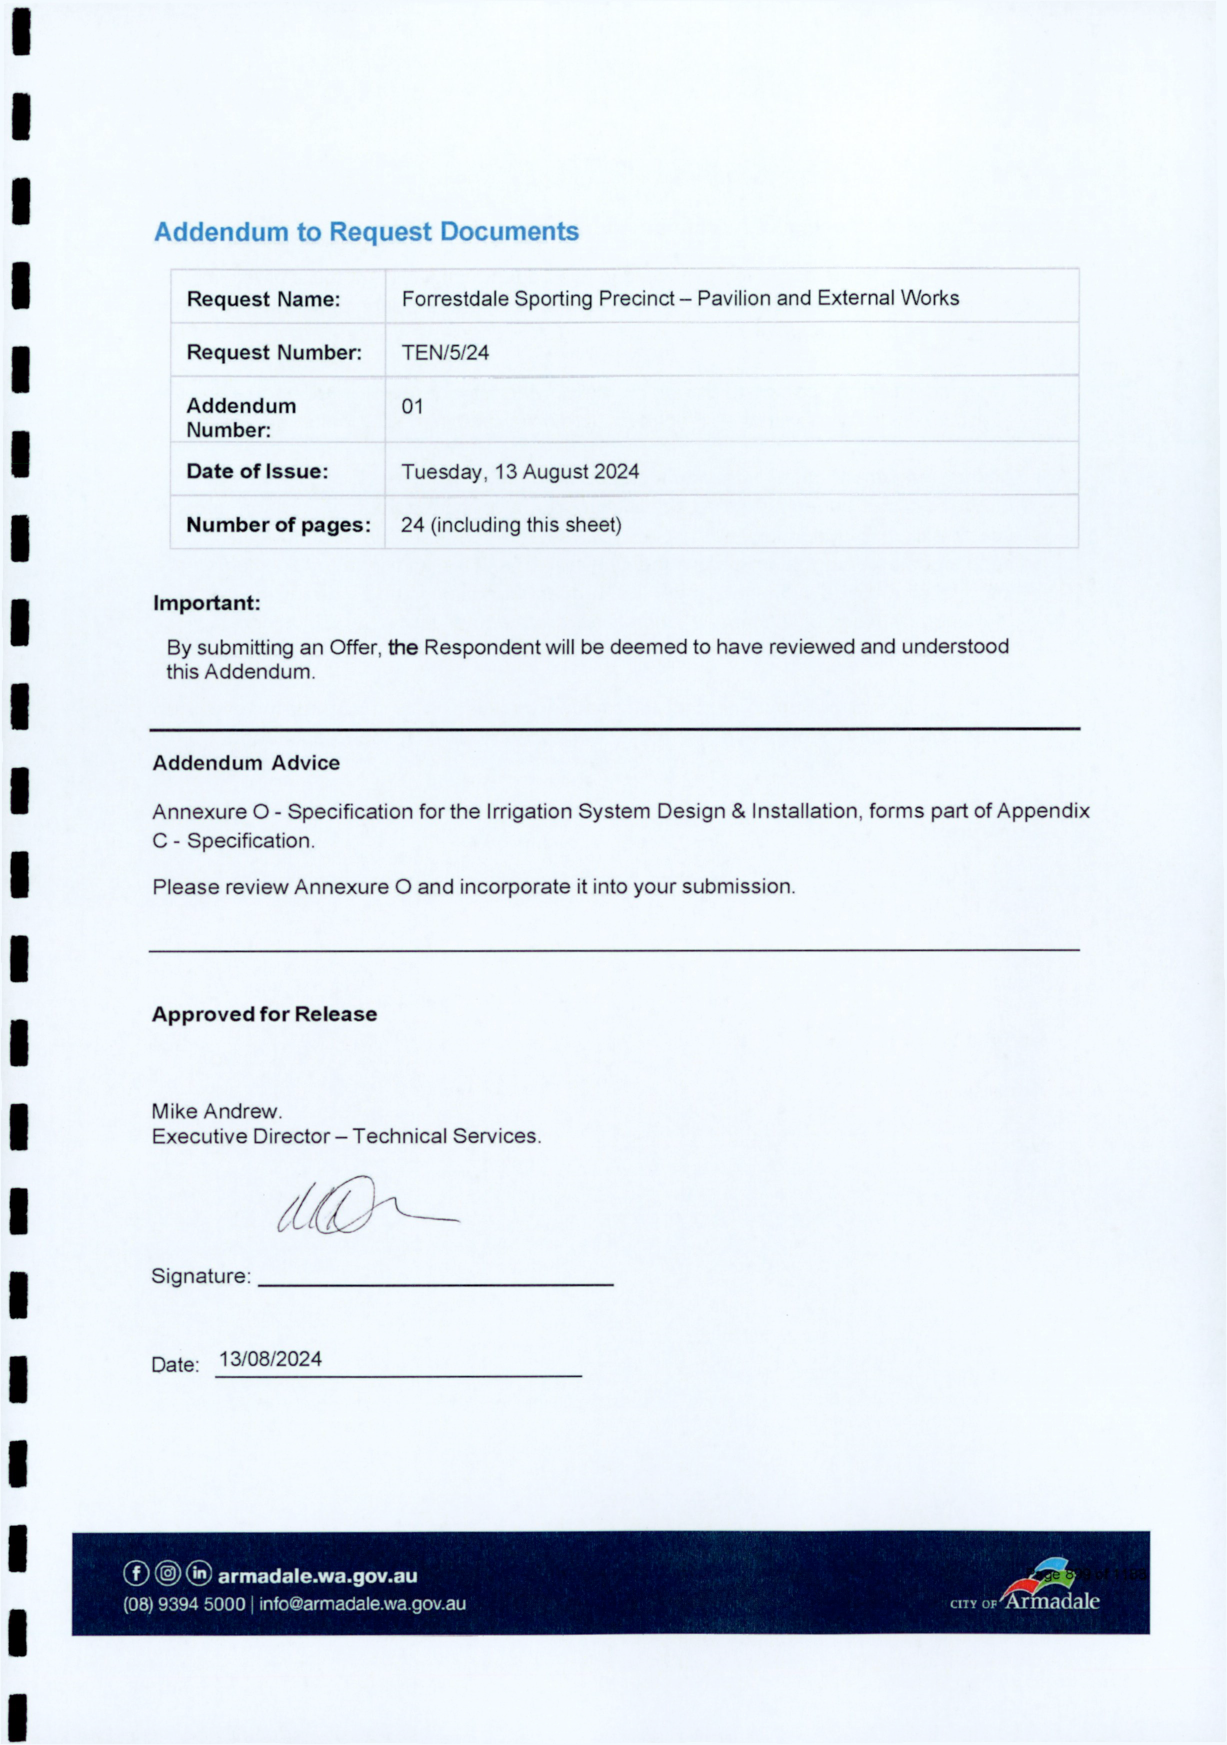 Addendum to Request Documents
Request Name: Forrestdale Sporting Precinct – Pavilion and External Works
Request Number: TEN/5/24
Addendum
Number: 01
Date of Issue: Tuesday, 13 August 2024
Number of pages: 24 (including this sheet)
Important:
By submitting an Offer, the Respondent will be deemed to have reviewed and understood
this Addendum.
Addendum Advice
Annexure O - Specification for the Irrigation System Design & Installation, forms part of Appendix
C - Specification.
Please review Annexure O and incorporate it into your submission.
Approved for Release
Mike Andrew.
Executive Director – Technical Services.
Signature:
Date: 13/08/2024
armadale.wa.gov.au
(08) 9394 5000 | info@armadale.wa.gov.au
CITY OF Armadale